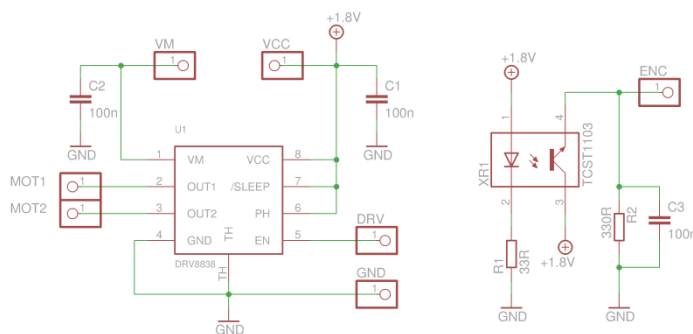 +1.8V
VM
1
VCC
1
C2
100n
GND
C1
100n
GND
U1
1 VM VCC 8
2 OUT1 /SLEEP 7
3 OUT2 PH 6
4 GND TH EN 5
DRV8838
TH
MOT1
1
MOT2
1
DRV
1
GND
1
GND
+1.8V
ENC
1
1
4
XR1
TCST1103
2
3
R1
33R
GND
+1.8V
330R
R2
C3
100n
GND